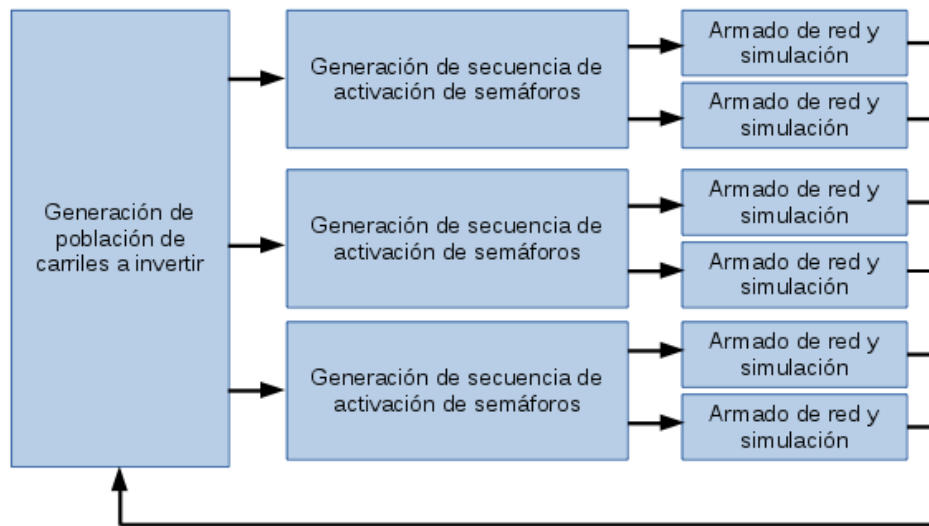 Generación de
población de
carriles a invertir
Generación de secuencia de
activación de semáforos
Armado de red y
simulación
Armado de red y
simulación
Generación de secuencia de
activación de semáforos
Armado de red y
simulación
Armado de red y
simulación
Generación de secuencia de
activación de semáforos
Armado de red y
simulación
Armado de red y
simulación